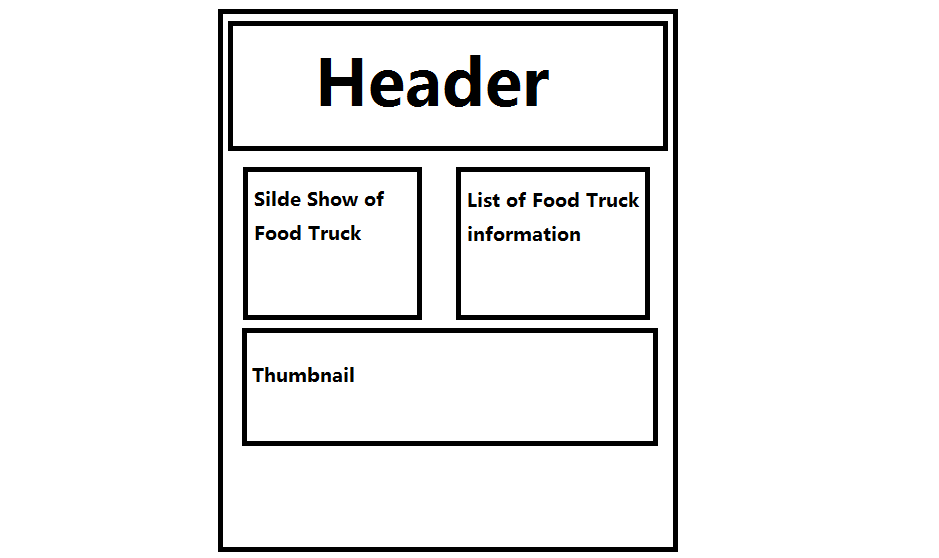 Header
Silde Show of
Food Truck
List of Food Truck
information
Thumbnail